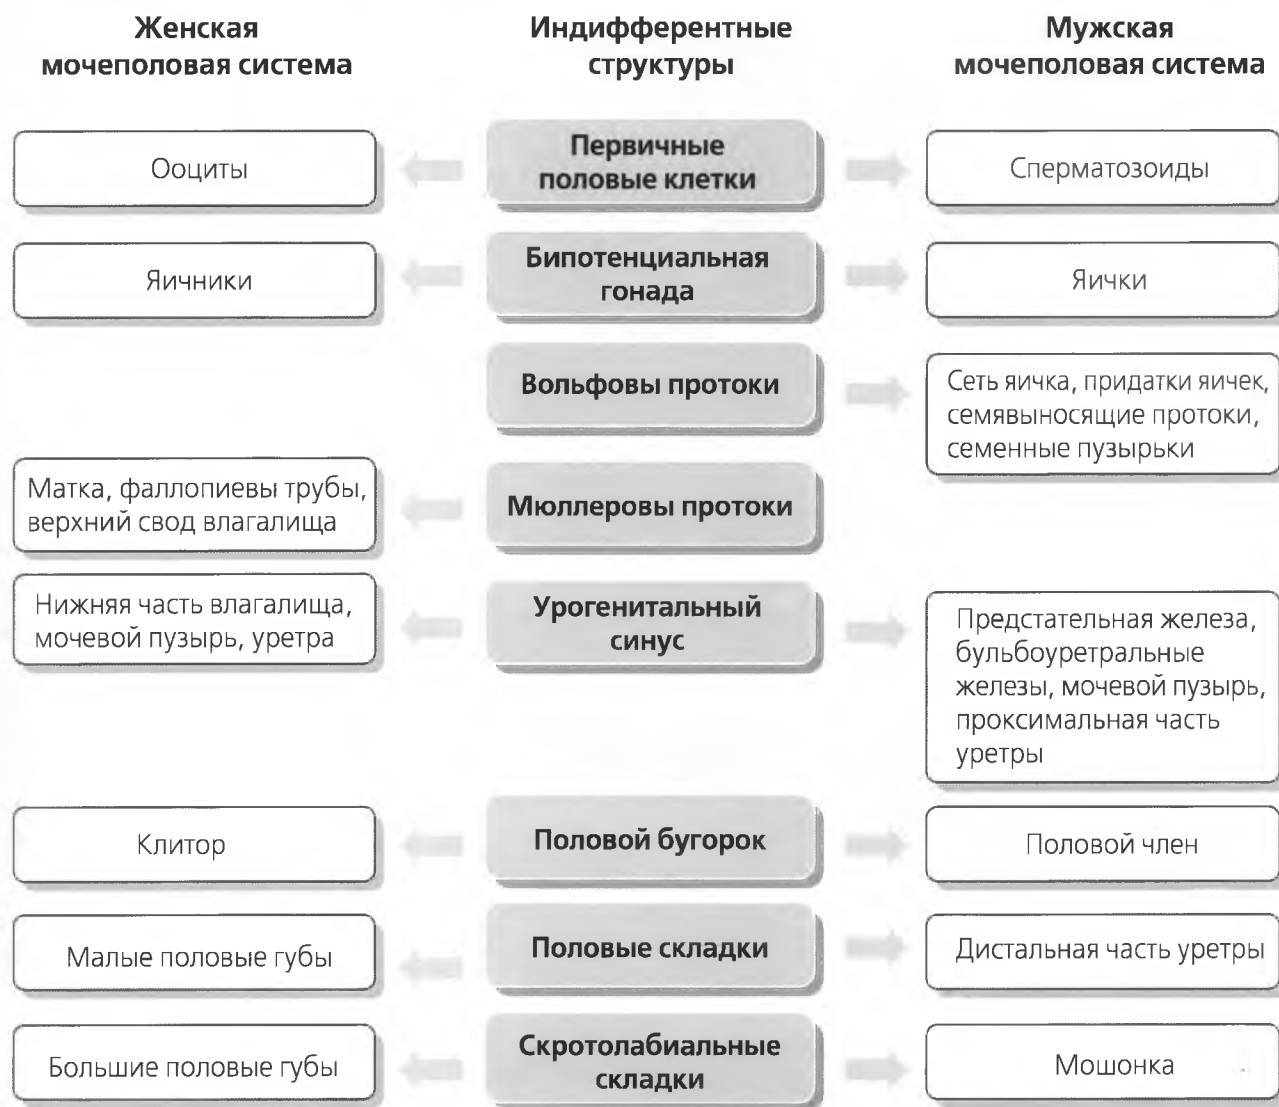 Женская
мочеполовая система
Индифферентные
структуры
Мужская
мочеполовая система
Ооциты
Первичные
половые клетки
Сперматозоиды
Яичники
Бипотенциальная
гонада
Яички
Вольфовы протоки
Сеть яичка, придатки яичек,
семявыносящие протоки,
семенные пузырьки
Матка, фаллопиевы трубы,
верхний свод влагалища
Мюллеровы протоки
Нижняя часть влагалища,
мочевой пузырь, уретра
Урогенитальный
синус
Предстательная железа,
бульбоуретральные
железы, мочевой пузырь,
проксимальная часть
уретры
Клитор
Половой бугорок
Половой член
Малые половые губы
Половые складки
Дистальная часть уретры
Большие половые губы
Скротолабиальные
складки
Мошонка